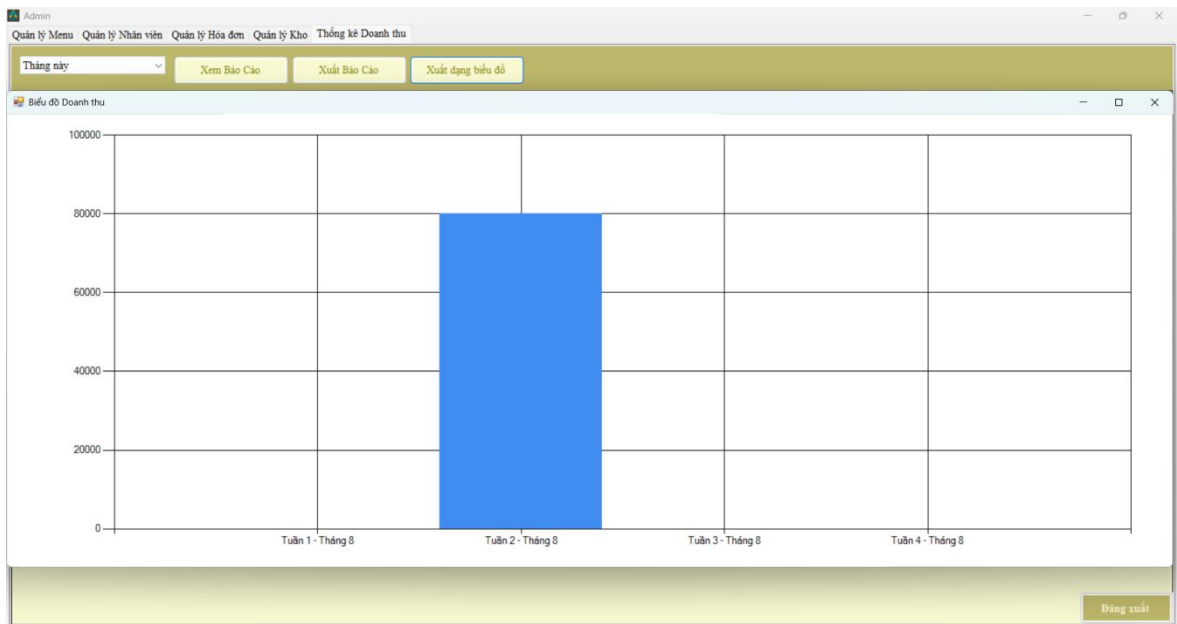 Admin
Quản lý Menu Quản lý Nhân viên Quản lý Hóa đơn Quản lý Kho Thống kê Doanh thu
Tháng này Xem Báo Cáo Xuất Báo Cáo Xuất dạng biểu đồ
Biểu đồ Doanh thu
100000
80000
60000
40000
20000
0
Tuần 1 - Tháng 8 Tuần 2 - Tháng 8 Tuần 3 - Tháng 8 Tuần 4 - Tháng 8
Đăng xuất